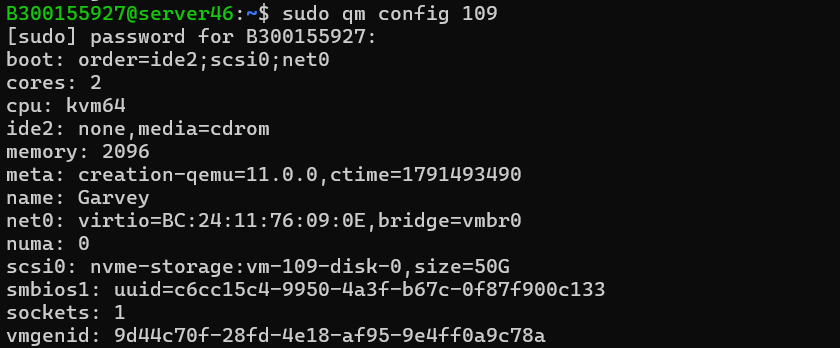 B300155927@server46:~$ sudo qm config 109
[sudo] password for B300155927:
boot: order=ide2;scsi0;net0
cores: 2
cpu: kvm64
ide2: none,media=cdrom
memory: 2096
meta: creation-qemu=11.0.0,ctime=1791493490
name: Garvey
net0: virtio=BC:24:11:76:09:0E,bridge=vmbr0
numa: 0
scsi0: nvme-storage:vm-109-disk-0,size=50G
smbios1: uuid=c6cc15c4-9950-4a3f-b67c-0f87f900c133
sockets: 1
vmgenid: 9d44c70f-28fd-4e18-af95-9e4ff0a9c78a